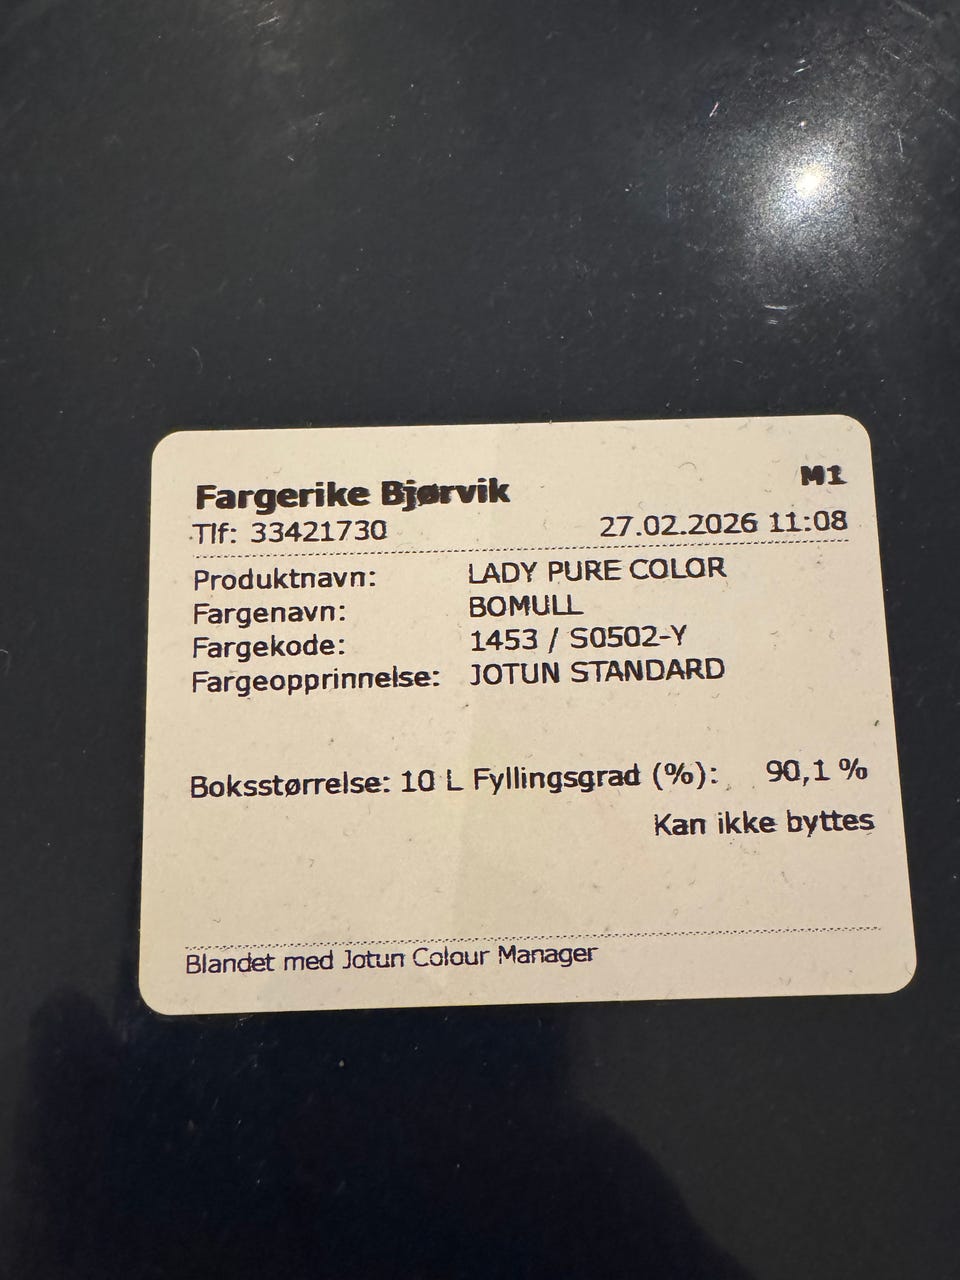 Fargerike Bjørvik
M1
Tlf: 33421730
27.02.2026 11:08
Produktnavn: LADY PURE COLOR
Fargenavn: BOMULL
Fargekode: 1453 / S0502-Y
Fargeopprinnelse: JOTUN STANDARD
Boksstørrelse: 10 L Fyllingsgrad (%): 90,1 %
Kan ikke byttes
Blandet med Jotun Colour Manager